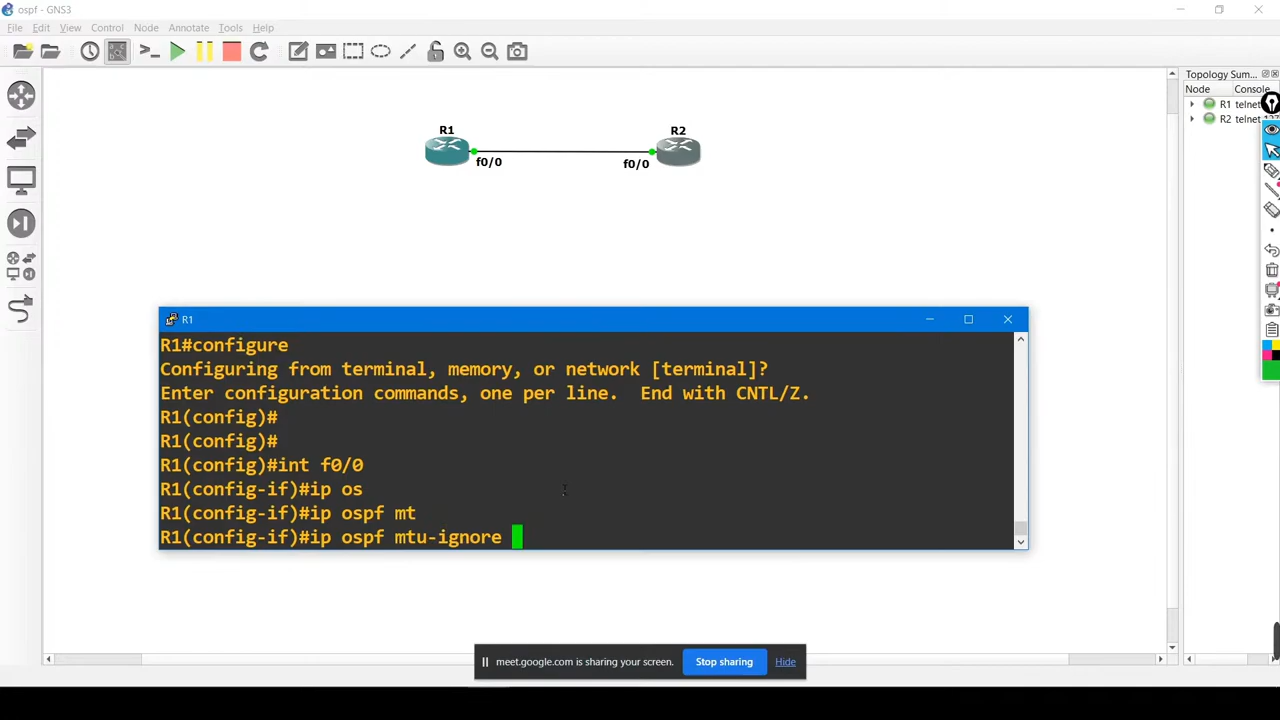 ospf - GNS3
File Edit View Control Node Annotate Tools Help
Topology Sum...
Node Console
R1 telnet
R2 telnet
R1 R2
f0/0 f0/0
R1
R1#configure
Configuring from terminal, memory, or network [terminal]?
Enter configuration commands, one per line. End with CNTL/Z.
R1(config)#
R1(config)#
R1(config)#int f0/0
R1(config-if)#ip os
R1(config-if)#ip ospf mt
R1(config-if)#ip ospf mtu-ignore
meet.google.com is sharing your screen. Stop sharing Hide